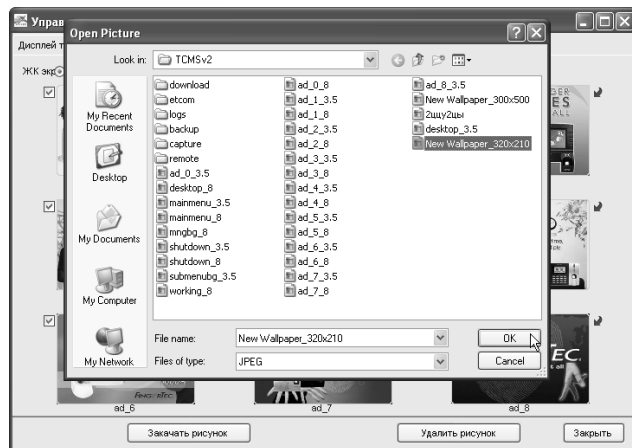 Управ
Open Picture
Дисплей т
Look in: TCMSv2
ЖК экр
My Recent Documents
Desktop
My Documents
My Computer
My Network
download
etcom
logs
backup
capture
remote
ad_0_3.5
desktop_8
mainmenu_3.5
mainmenu_8
mngbg_8
shutdown_3.5
shutdown_8
submenubg_3.5
working_8
ad_0_8
ad_1_3.5
ad_1_8
ad_2_3.5
ad_2_8
ad_3_3.5
ad_3_8
ad_4_3.5
ad_4_8
ad_5_3.5
ad_5_8
ad_6_3.5
ad_6_8
ad_7_3.5
ad_7_8
ad_8_3.5
New Wallpaper_300x500
2ццу2цы
desktop_3.5
New Wallpaper_320x210
File name: New Wallpaper_320x210 OK
Files of type: JPEG Cancel
ad_6 ad_7 ad_8
Закачать рисунок Удалить рисунок Закрыть